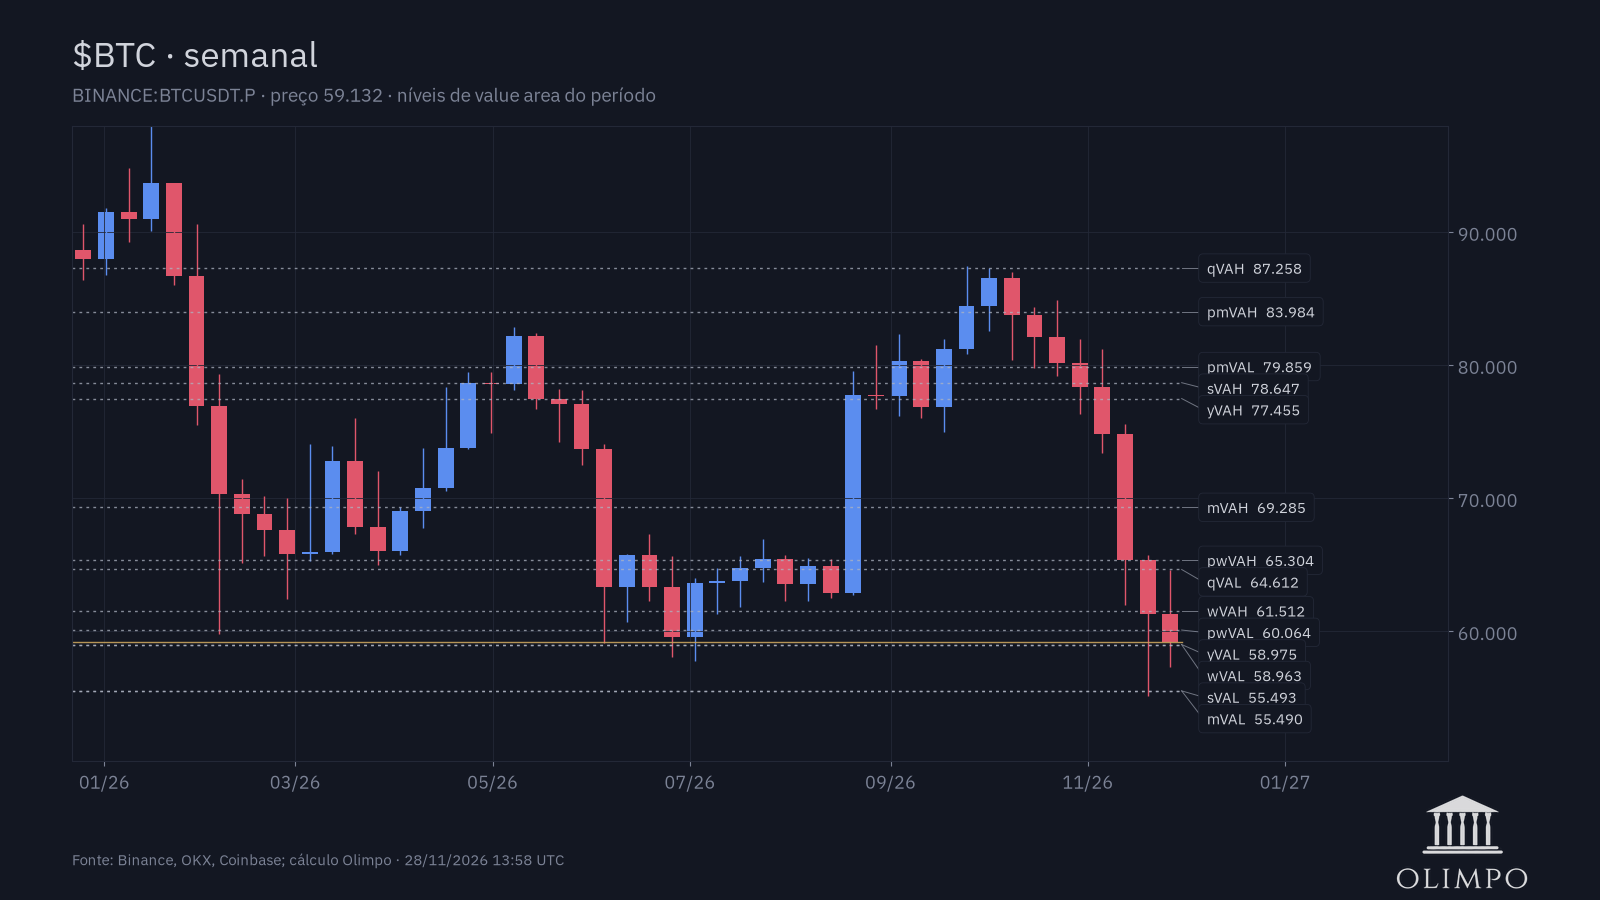 $BTC · semanal
BINANCE:BTCUSDT.P · preço 59.132 · níveis de value area do período
90.000
80.000
70.000
60.000
qVAH 87.258
pmVAH 83.984
pmVAL 79.859
sVAH 78.647
yVAH 77.455
mVAH 69.285
pwVAH 65.304
qVAL 64.612
wVAH 61.512
pwVAL 60.064
yVAL 58.975
wVAL 58.963
sVAL 55.493
mVAL 55.490
01/26 03/26 05/26 07/26 09/26 11/26 01/27
Fonte: Binance, OKX, Coinbase; cálculo Olimpo · 28/11/2026 13:58 UTC
OLIMPO